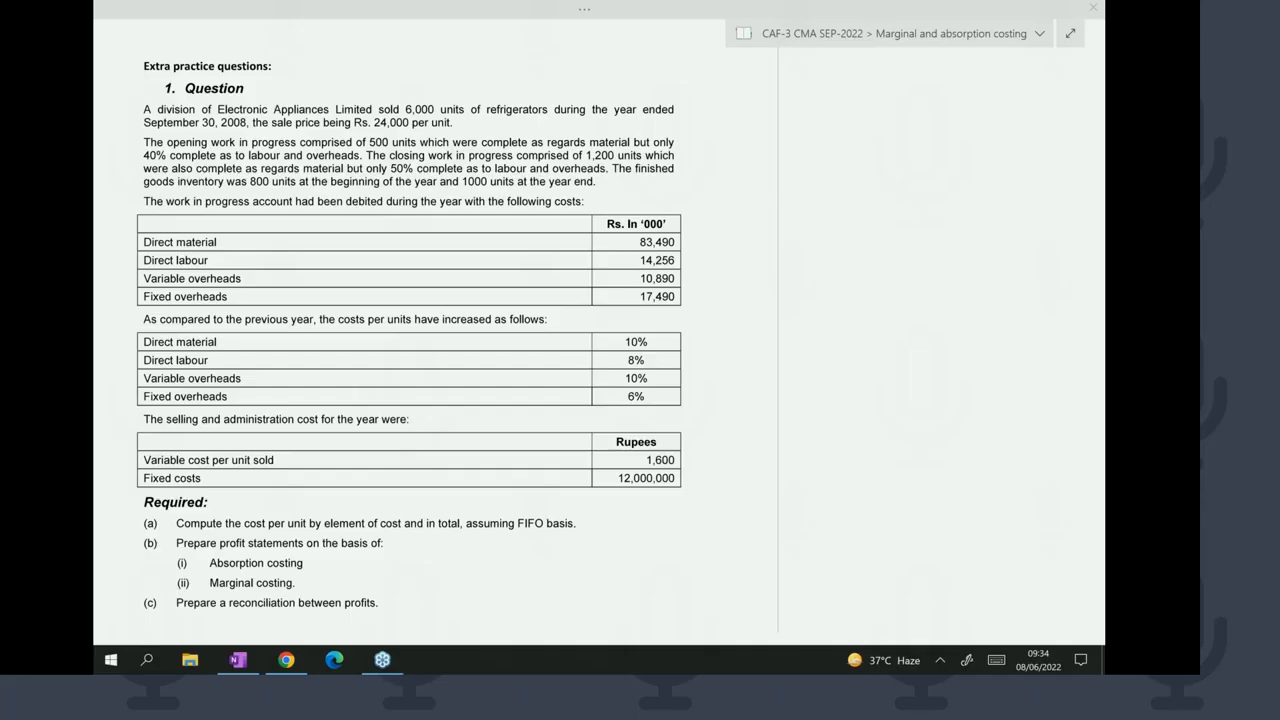 ...
CAF-3 CMA SEP-2022 > Marginal and absorption costing
Extra practice questions:
1. Question
A division of Electronic Appliances Limited sold 6,000 units of refrigerators during the year ended
September 30, 2008, the sale price being Rs. 24,000 per unit.
The opening work in progress comprised of 500 units which were complete as regards material but only
40% complete as to labour and overheads. The closing work in progress comprised of 1,200 units which
were also complete as regards material but only 50% complete as to labour and overheads. The finished
goods inventory was 800 units at the beginning of the year and 1000 units at the year end.
The work in progress account had been debited during the year with the following costs:
Rs. In ‘000’
Direct material 83,490
Direct labour 14,256
Variable overheads 10,890
Fixed overheads 17,490
As compared to the previous year, the costs per units have increased as follows:
Direct material 10%
Direct labour 8%
Variable overheads 10%
Fixed overheads 6%
The selling and administration cost for the year were:
Rupees
Variable cost per unit sold 1,600
Fixed costs 12,000,000
Required:
(a) Compute the cost per unit by element of cost and in total, assuming FIFO basis.
(b) Prepare profit statements on the basis of:
(i) Absorption costing
(ii) Marginal costing.
(c) Prepare a reconciliation between profits.
N
37°C Haze
09:34
08/06/2022